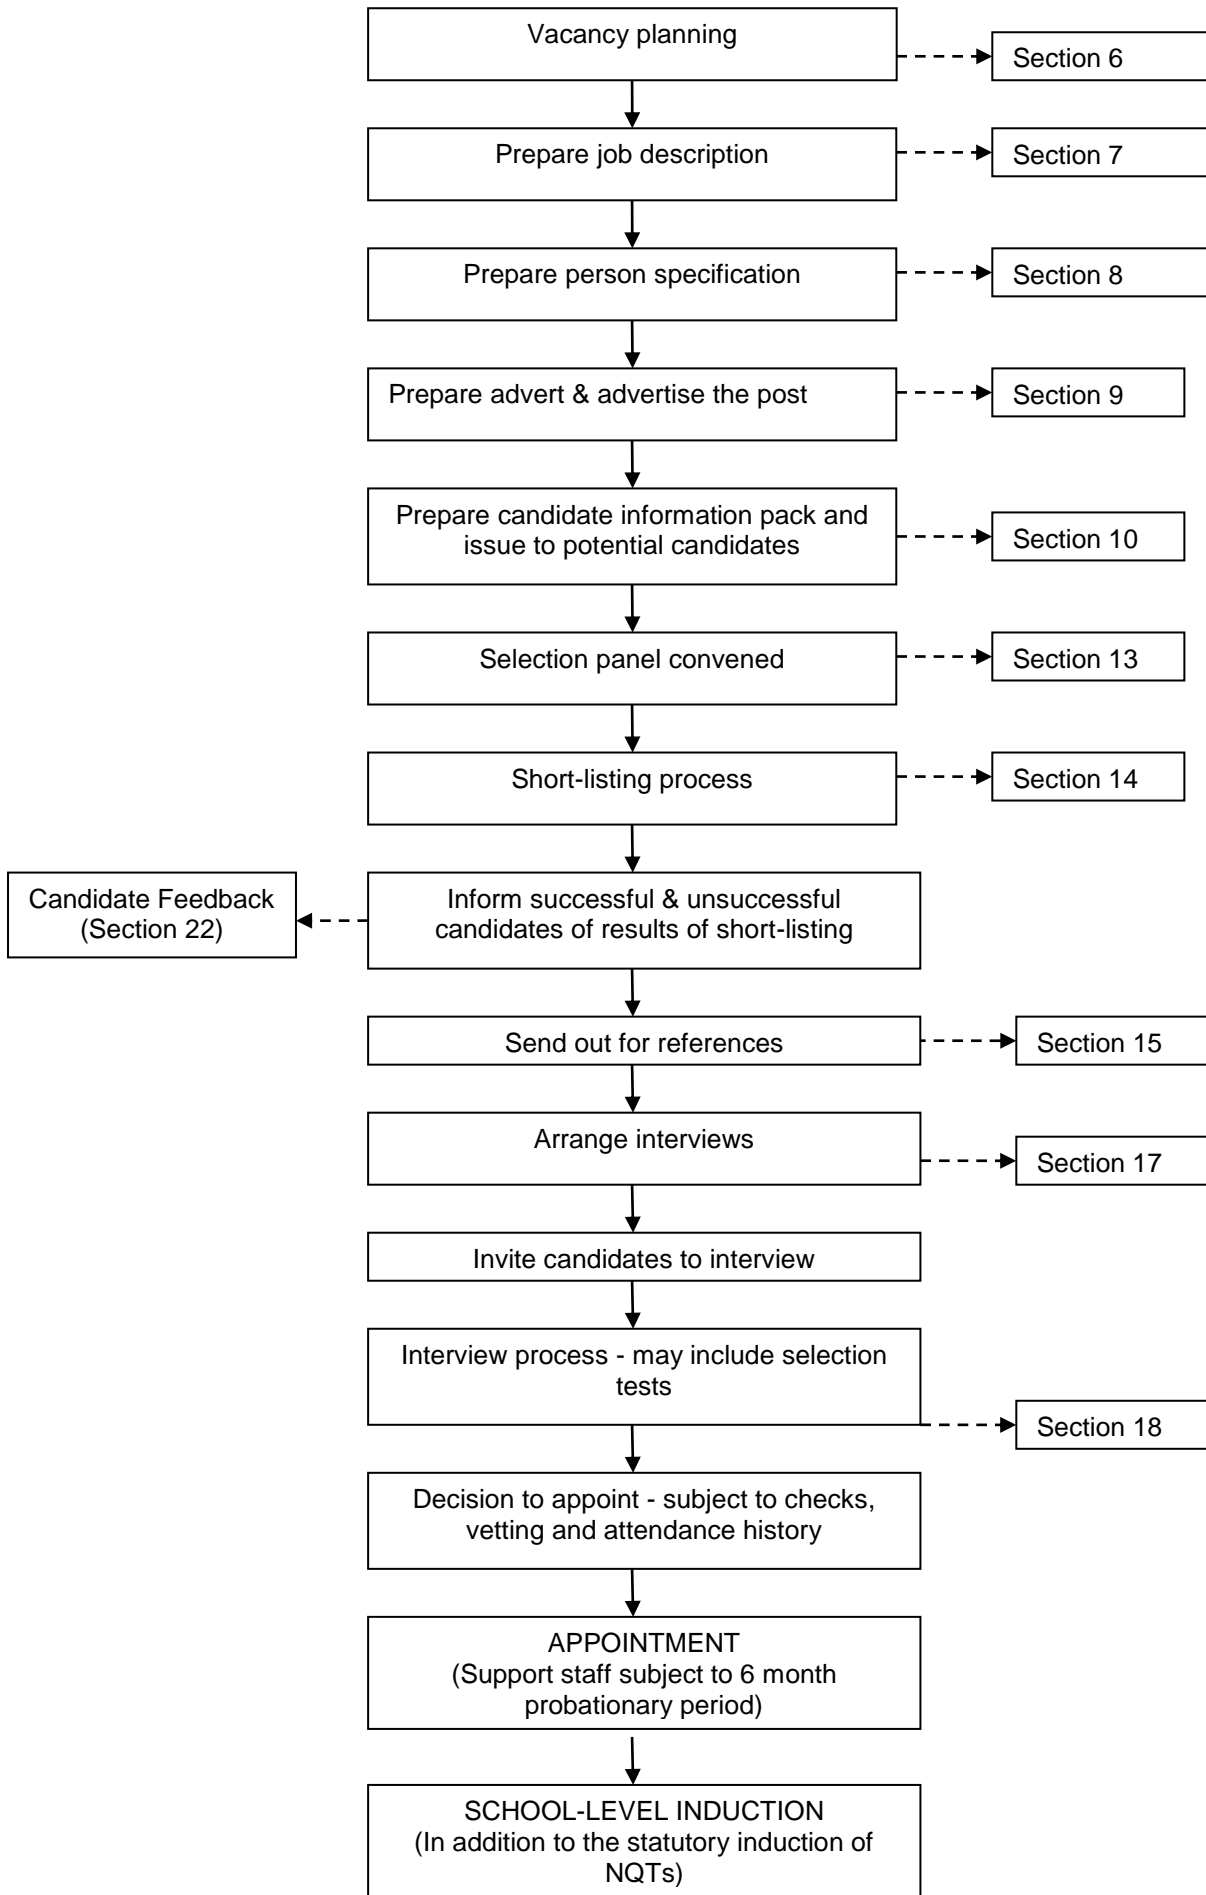 Vacancy planning
Section 6
Prepare job description
Section 7
Prepare person specification
Section 8
Prepare advert & advertise the post
Section 9
Prepare candidate information pack and
issue to potential candidates
Section 10
Selection panel convened
Section 13
Short-listing process
Section 14
Candidate Feedback
(Section 22)
Inform successful & unsuccessful
candidates of results of short-listing
Send out for references
Section 15
Arrange interviews
Section 17
Invite candidates to interview
Interview process - may include selection
tests
Section 18
Decision to appoint - subject to checks,
vetting and attendance history
APPOINTMENT
(Support staff subject to 6 month
probationary period)
SCHOOL-LEVEL INDUCTION
(In addition to the statutory induction of
NQTs)